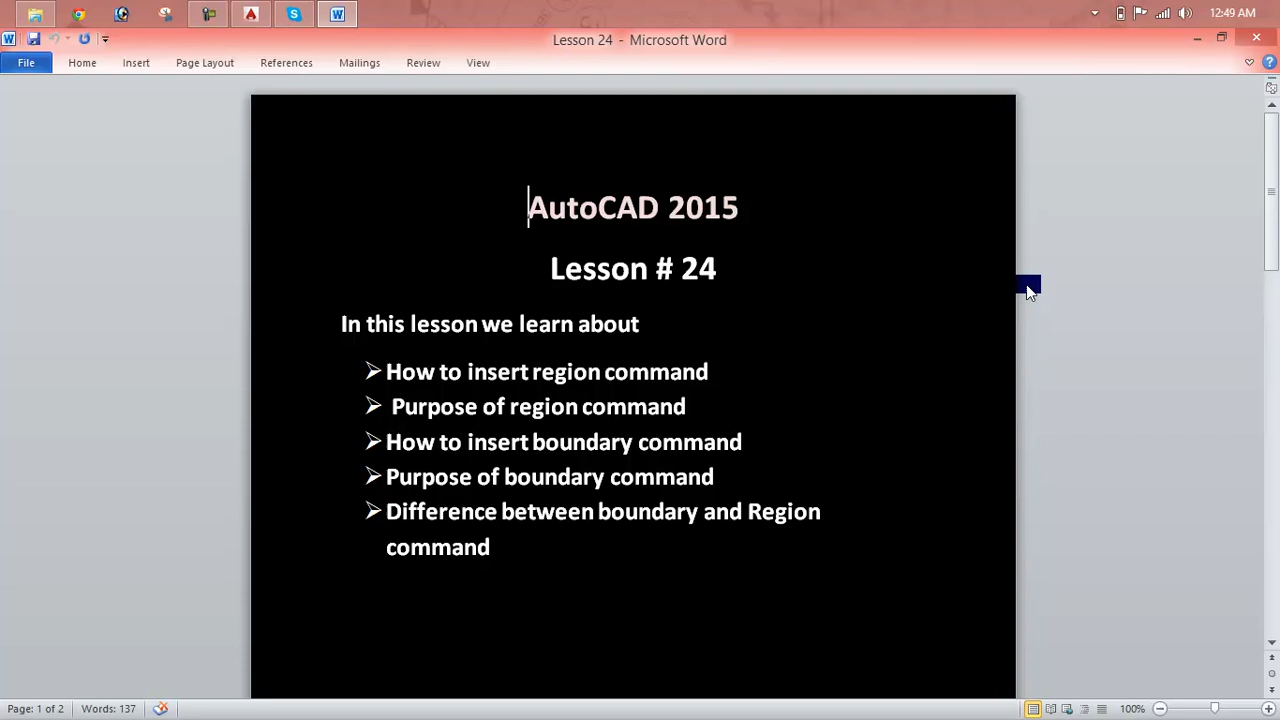 12:49 AM
Lesson 24 - Microsoft Word
File Home Insert Page Layout References Mailings Review View
AutoCAD 2015
Lesson # 24
In this lesson we learn about
How to insert region command
Purpose of region command
How to insert boundary command
Purpose of boundary command
Difference between boundary and Region
command
Page: 1 of 2 Words: 137 100%